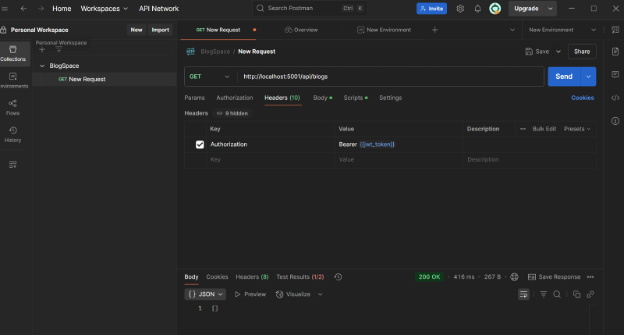 Home Workspaces API Network Search Postman Ctrl K Invite Upgrade
Personal Workspace New Import GET New Request Overview New Environment New Environment
Personal Workspace
Collections
BlogSpace
GET New Request
Environments
Flows
History
BlogSpace / New Request Save Share
GET http://localhost:5001/api/blogs Send
Params Authorization Headers (10) Body Scripts Settings Cookies
Headers 9 hidden
Key Value Description Bulk Edit Presets
Authorization Bearer {{jwt_token}}
Key Value Description
Body Cookies Headers (8) Test Results (1/2) 200 OK 416 ms 267 B Save Response
{} JSON Preview Visualize
1 []